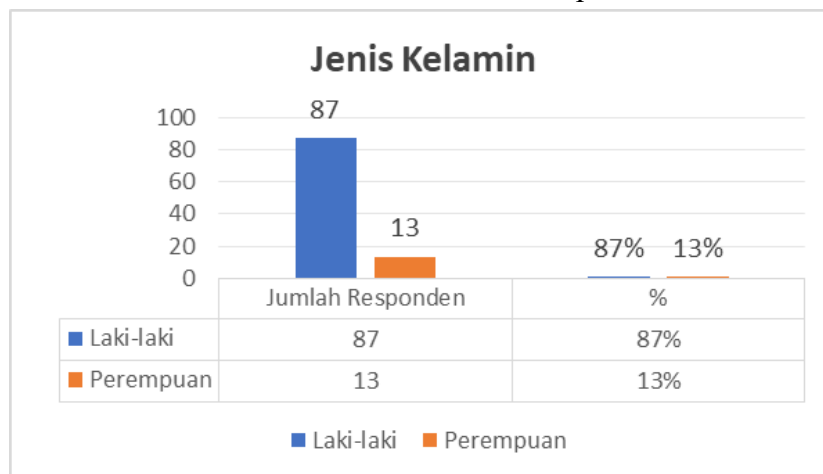 Jenis Kelamin
100
80
60
40
20
0
87
13
87%
13%
Jumlah Responden
%
Laki-laki
87
87%
Perempuan
13
13%
Laki-laki
Perempuan